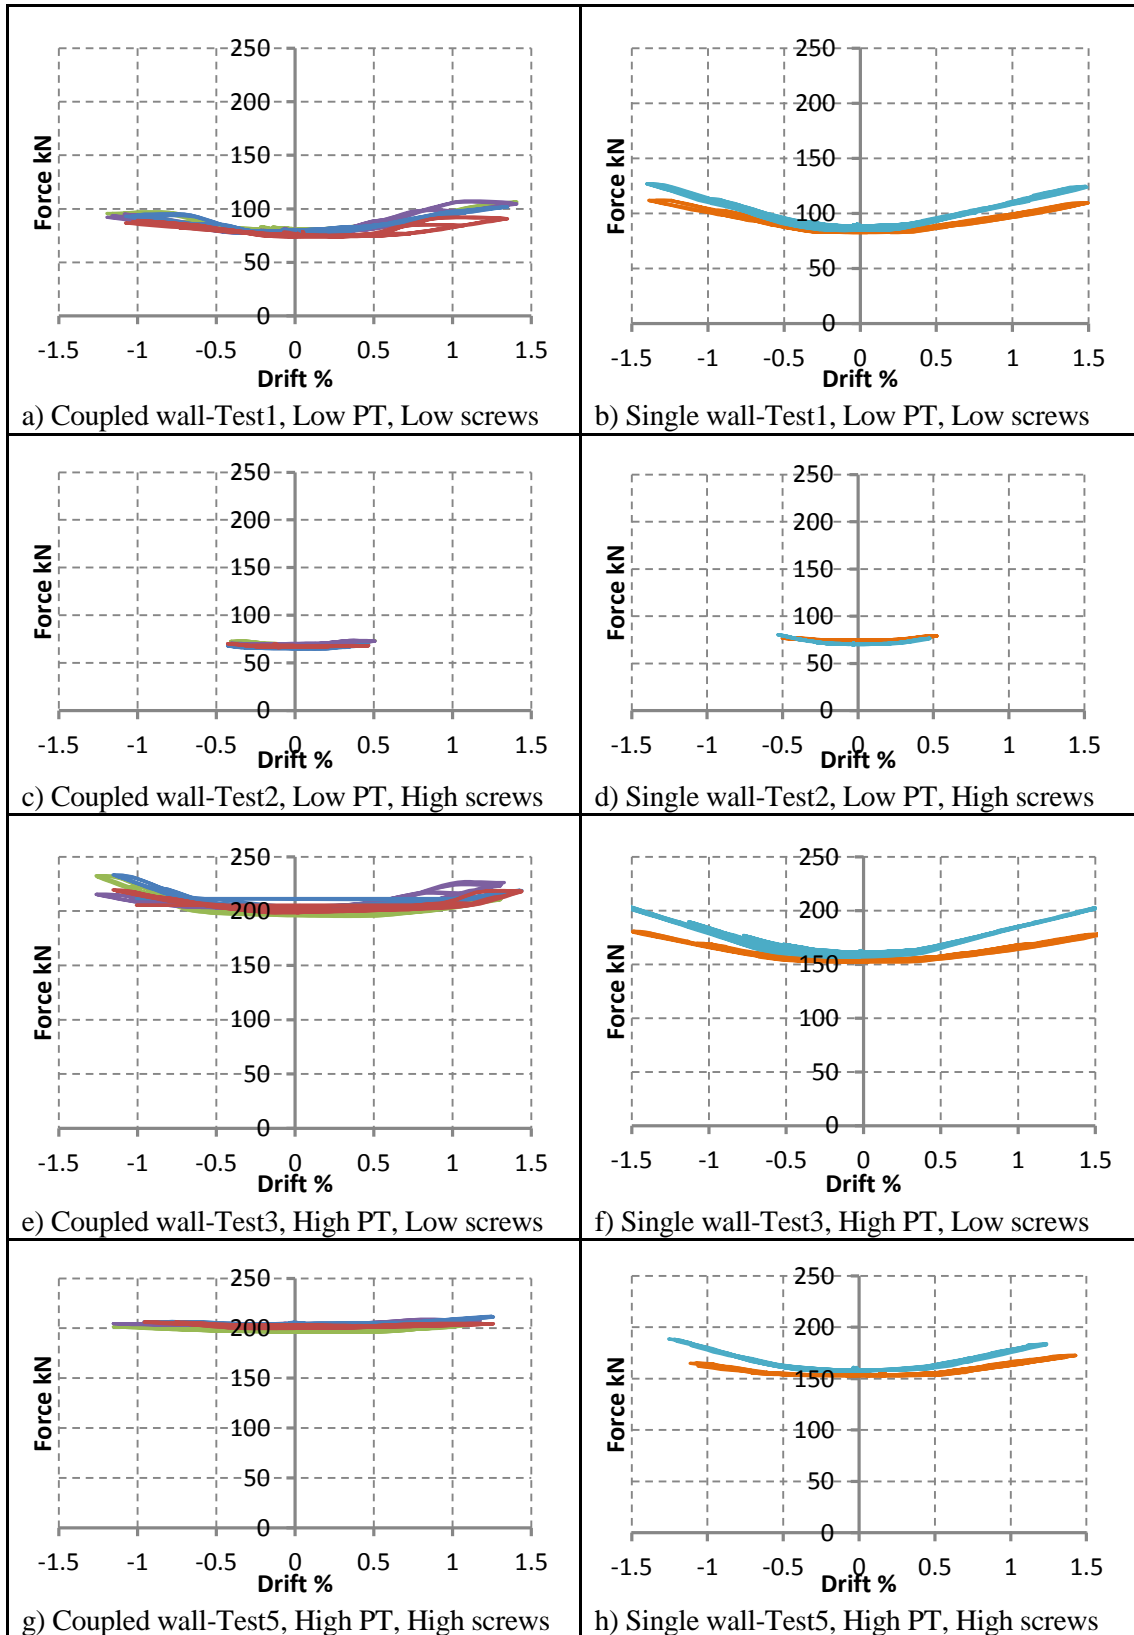 250
200
150
100
50
0
Force kN
-1.5 -1 -0.5 0 0.5 1 1.5
Drift %
a) Coupled wall-Test1, Low PT, Low screws
250
200
150
100
50
0
Force kN
-1.5 -1 -0.5 0 0.5 1 1.5
Drift %
b) Single wall-Test1, Low PT, Low screws
250
200
150
100
50
0
Force kN
-1.5 -1 -0.5 0 0.5 1 1.5
Drift %
c) Coupled wall-Test2, Low PT, High screws
250
200
150
100
50
0
Force kN
-1.5 -1 -0.5 0 0.5 1 1.5
Drift %
d) Single wall-Test2, Low PT, High screws
250
200
150
100
50
0
Force kN
-1.5 -1 -0.5 0 0.5 1 1.5
Drift %
e) Coupled wall-Test3, High PT, Low screws
250
200
150
100
50
0
Force kN
-1.5 -1 -0.5 0 0.5 1 1.5
Drift %
f) Single wall-Test3, High PT, Low screws
250
200
150
100
50
0
Force kN
-1.5 -1 -0.5 0 0.5 1 1.5
Drift %
g) Coupled wall-Test5, High PT, High screws
250
200
150
100
50
0
Force kN
-1.5 -1 -0.5 0 0.5 1 1.5
Drift %
h) Single wall-Test5, High PT, High screws